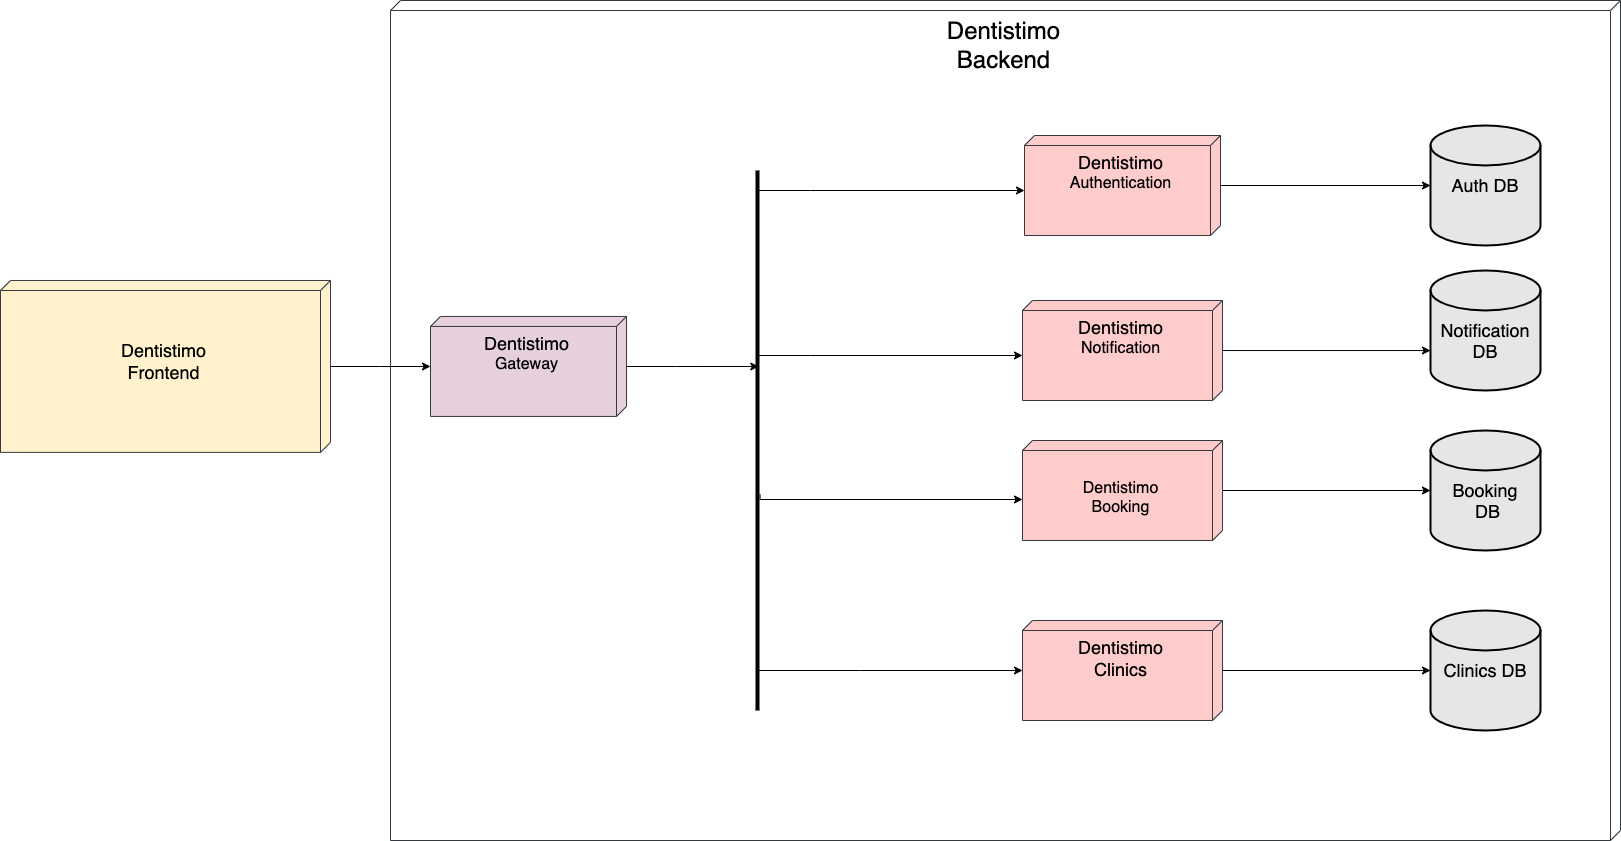 Dentistimo
Backend
Dentistimo
Frontend
Dentistimo
Gateway
Dentistimo
Authentication
Auth DB
Dentistimo
Notification
Notification
DB
Dentistimo
Booking
Booking
DB
Dentistimo
Clinics
Clinics DB